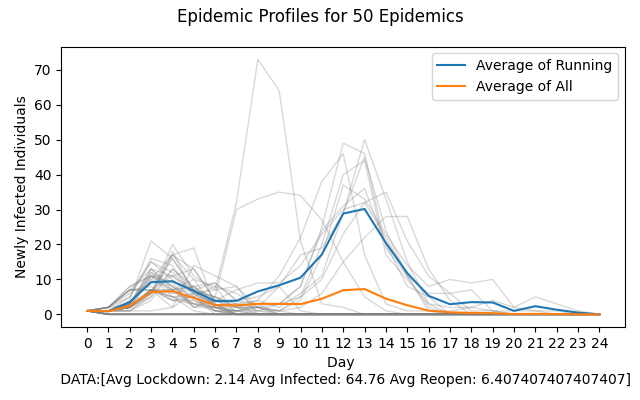 Epidemic Profiles for 50 Epidemics
Average of Running
Average of All
Newly Infected Individuals
70
60
50
40
30
20
10
0
0 1 2 3 4 5 6 7 8 9 10 11 12 13 14 15 16 17 18 19 20 21 22 23 24
Day
DATA:[Avg Lockdown: 2.14 Avg Infected: 64.76 Avg Reopen: 6.407407407407407]